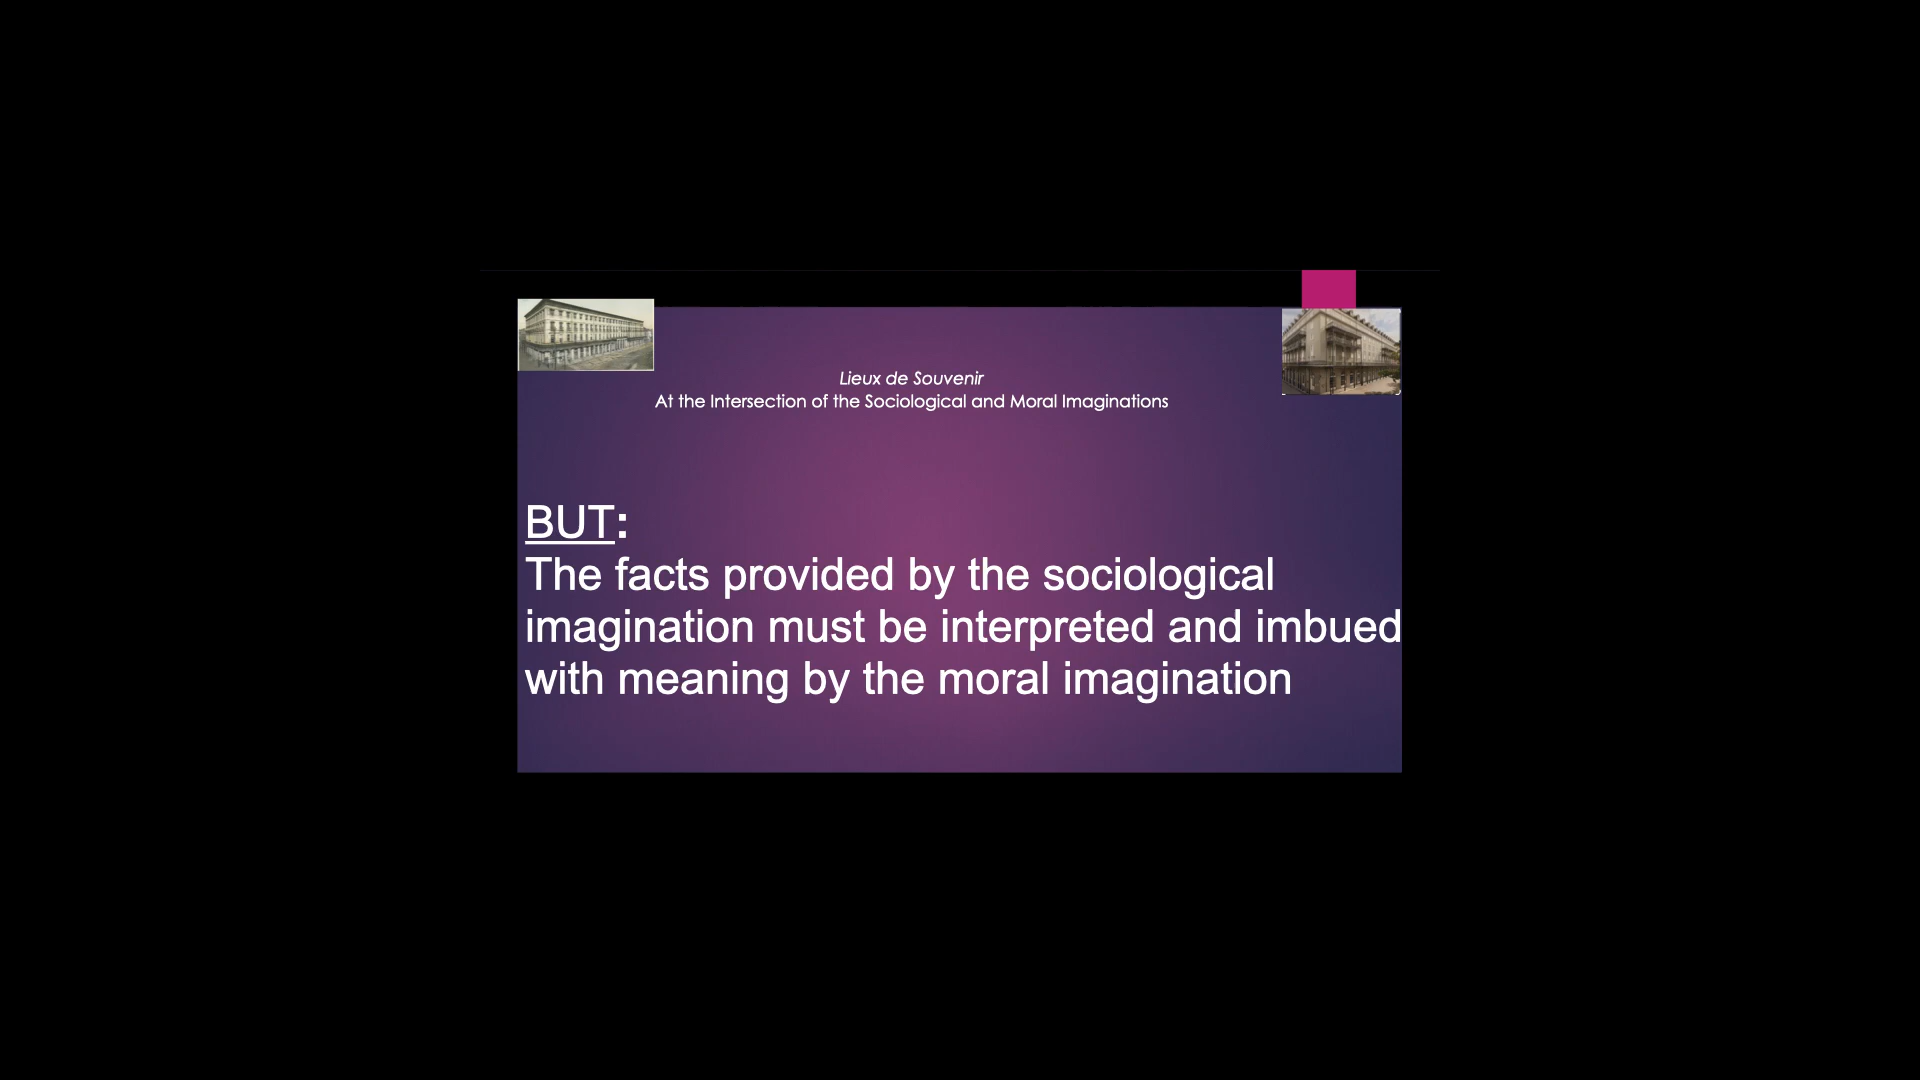 Lieux de Souvenir
At the Intersection of the Sociological and Moral Imaginations
BUT:
The facts provided by the sociological
imagination must be interpreted and imbued
with meaning by the moral imagination